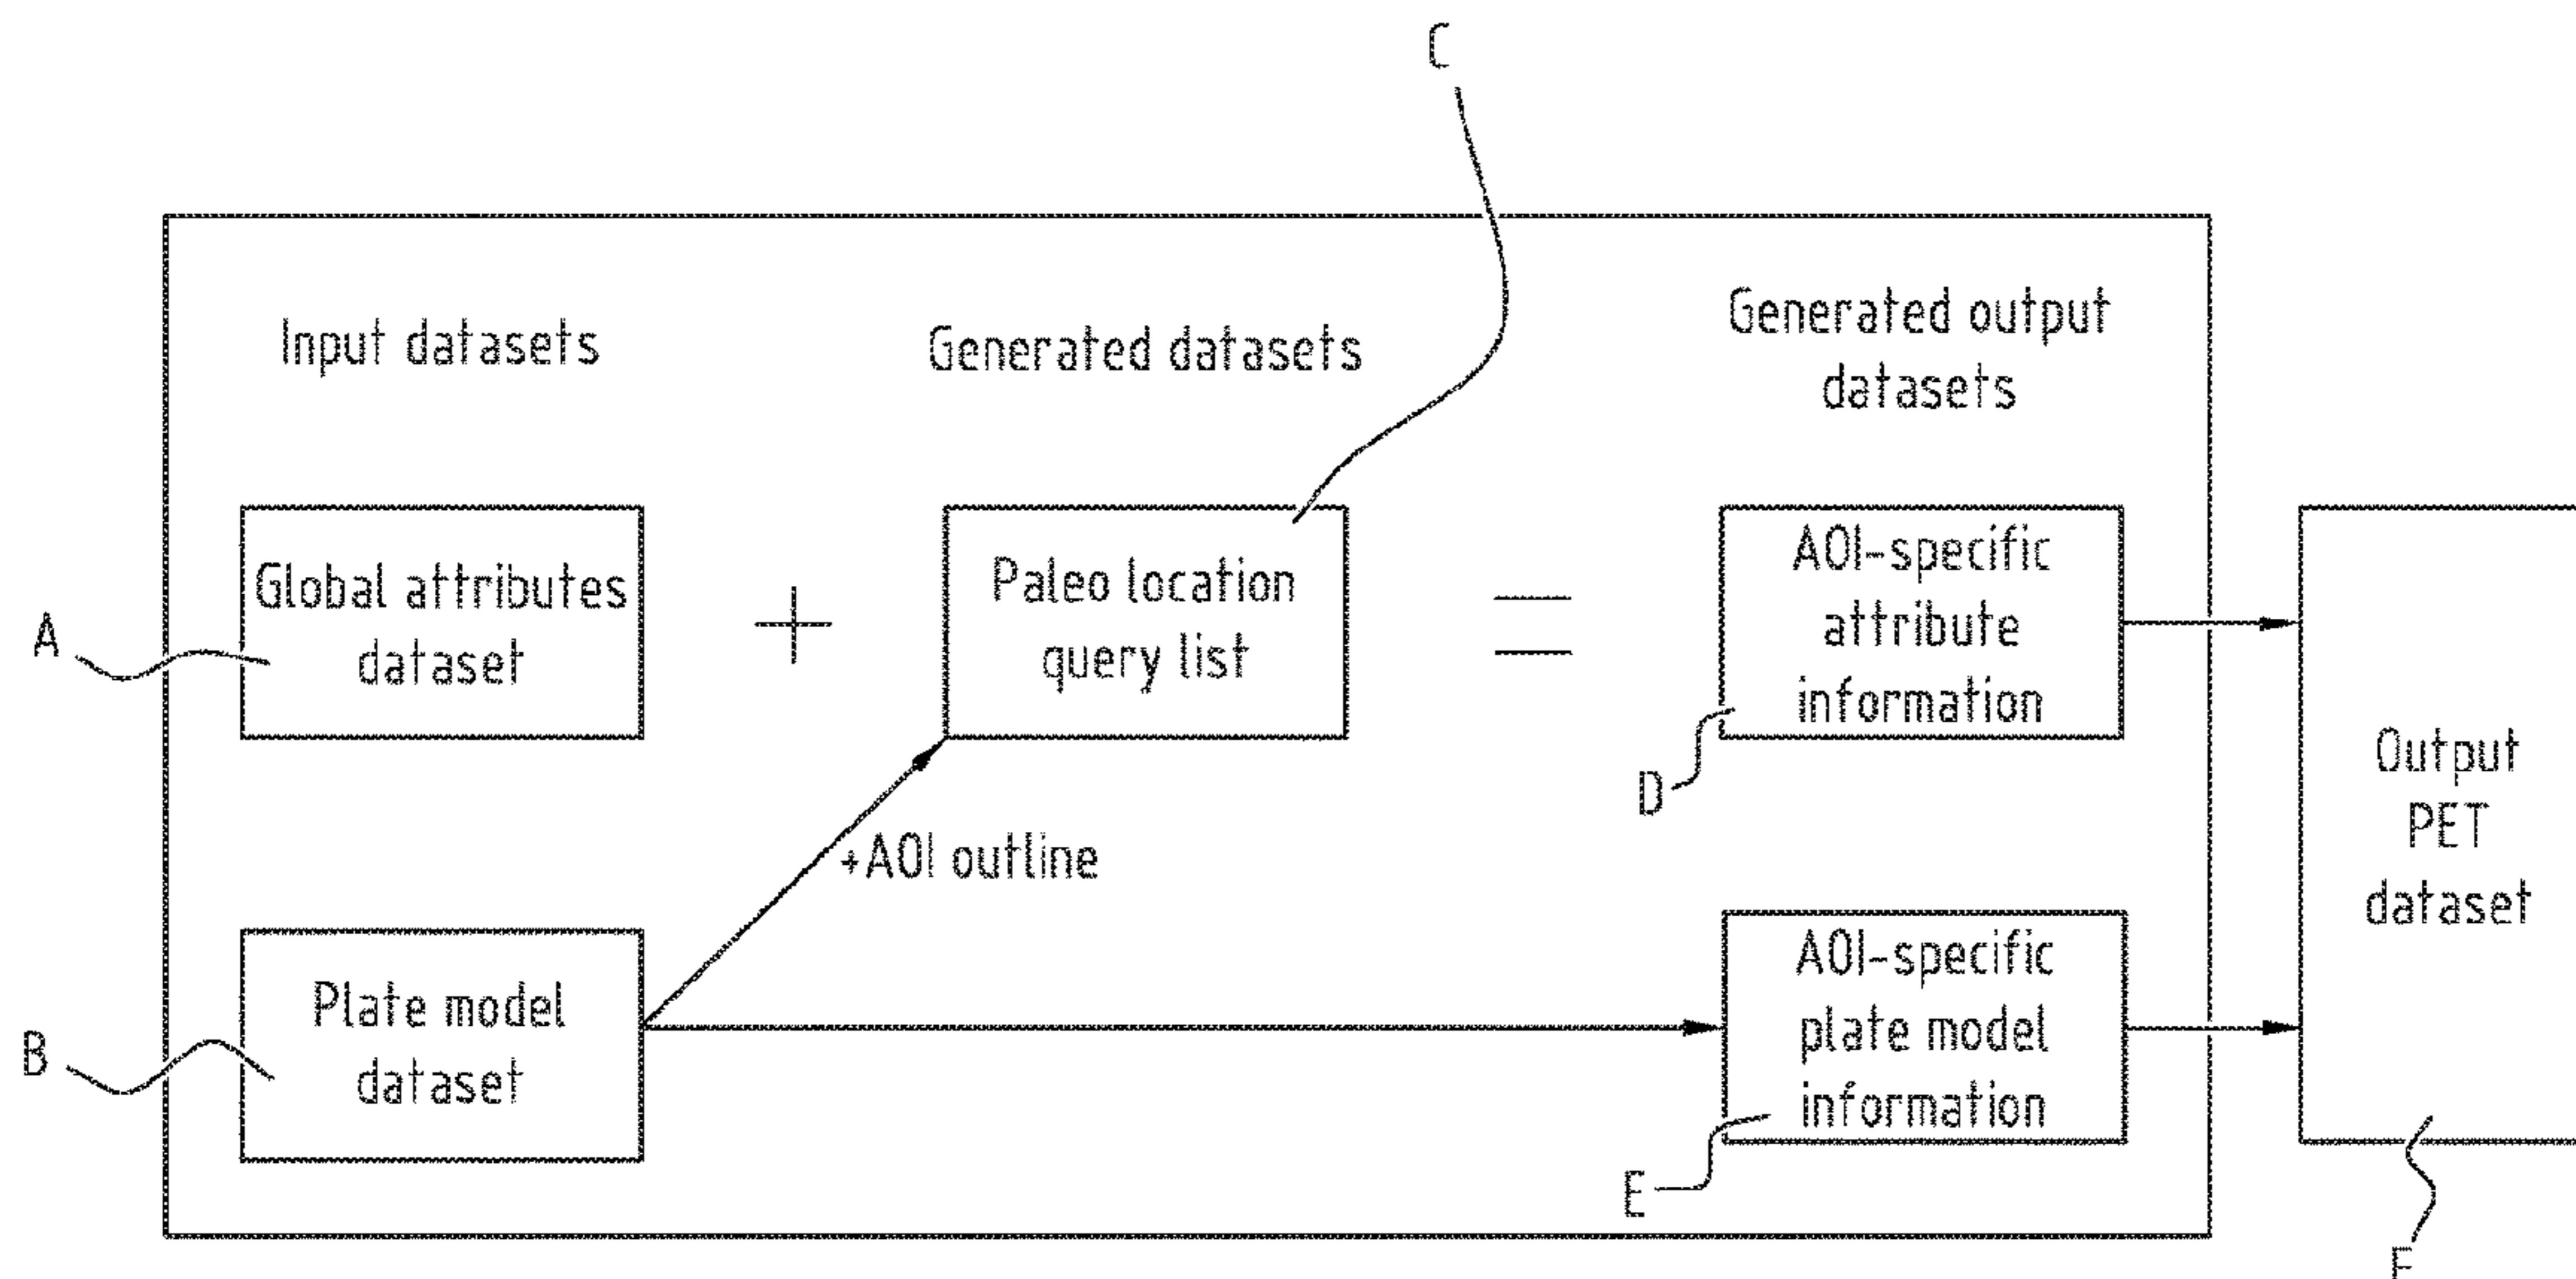 C
Input datasets
Generated datasets
Generated output
datasets
A
Global attributes
dataset
+
Paleo location
query list
=
AOI-specific
attribute
information
D
Output
PET
dataset
+AOI outline
B
Plate model
dataset
AOI-specific
plate model
information
E